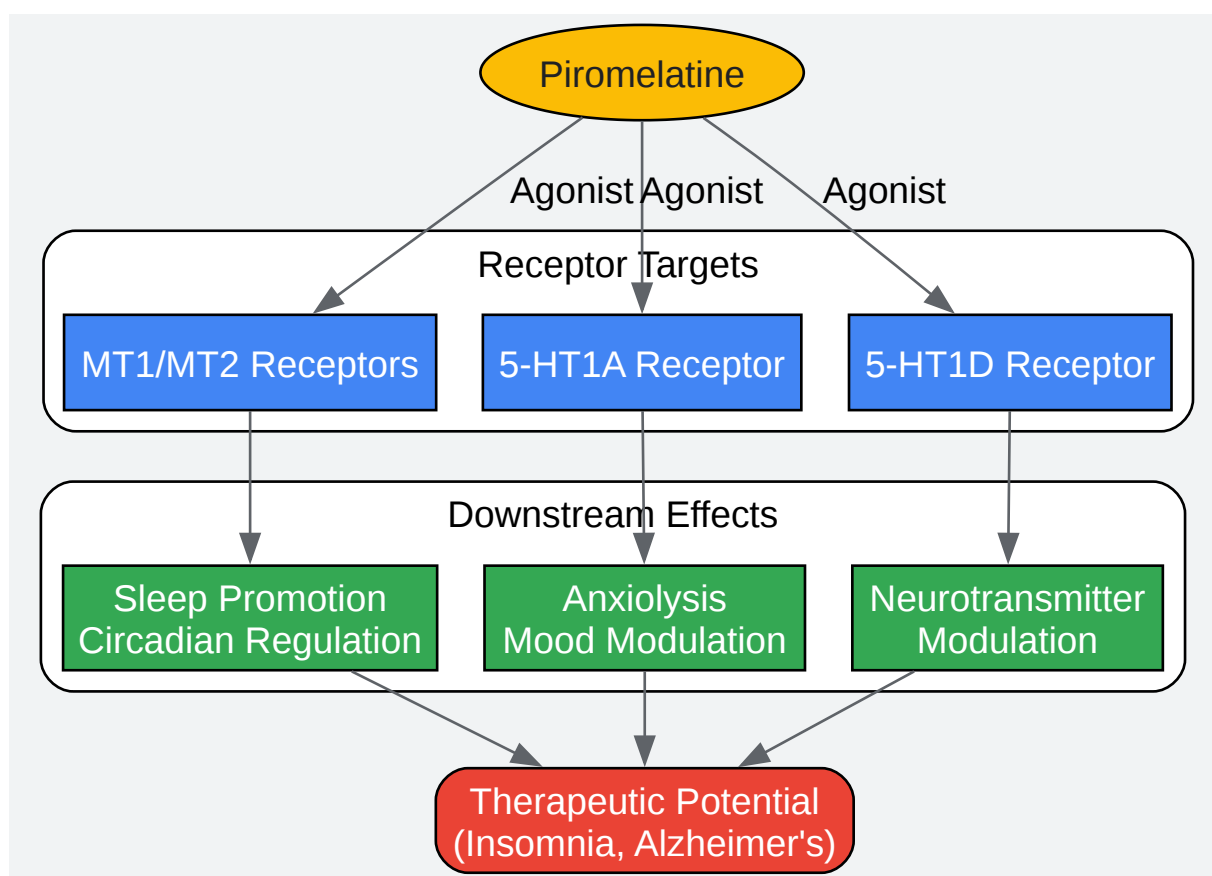 Piromelatine
Agonist Agonist Agonist
Receptor Targets
MT1/MT2 Receptors
5-HT1A Receptor
5-HT1D Receptor
Downstream Effects
Sleep Promotion
Circadian Regulation
Anxiolysis
Mood Modulation
Neurotransmitter
Modulation
Therapeutic Potential
(Insomnia, Alzheimer's)